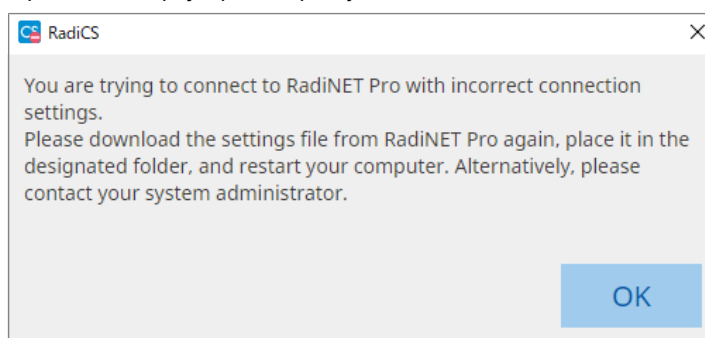 CS RadiCS
You are trying to connect to RadiNET Pro with incorrect connection
settings.
Please download the settings file from RadiNET Pro again, place it in the
designated folder, and restart your computer. Alternatively, please
contact your system administrator.
OK